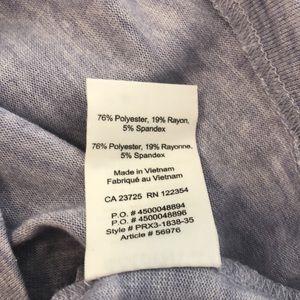 76% Polyester, 19% Rayon,
5% Spandex
76% Polyester, 19% Rayonne,
5% Spandex
Made in Vietnam
Fabriqué au Vietnam
CA 23725 RN 122354
P.O. # 4500048894
P.O. # 4500048896
Style # PRX3-1838-35
Article # 56976